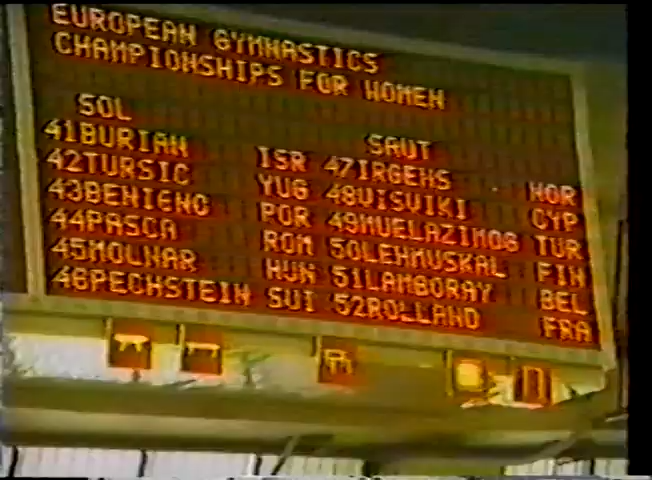 EUROPEAN GYMNASTICS
CHAMPIONSHIPS FOR WOMEN
SOL SAUT
41BURIAN ISR 47IRGENS NOR
42TURSIC YUG 48VISVIKI CYP
43BENIENO POR 49MUELAZIMOG TUR
44PASCA ROM 50LEHMUSKAL FIN
45MOLNAR HUN 51LAMBORAY BEL
46PECHSTEIN SUI 52ROLLAND FRA